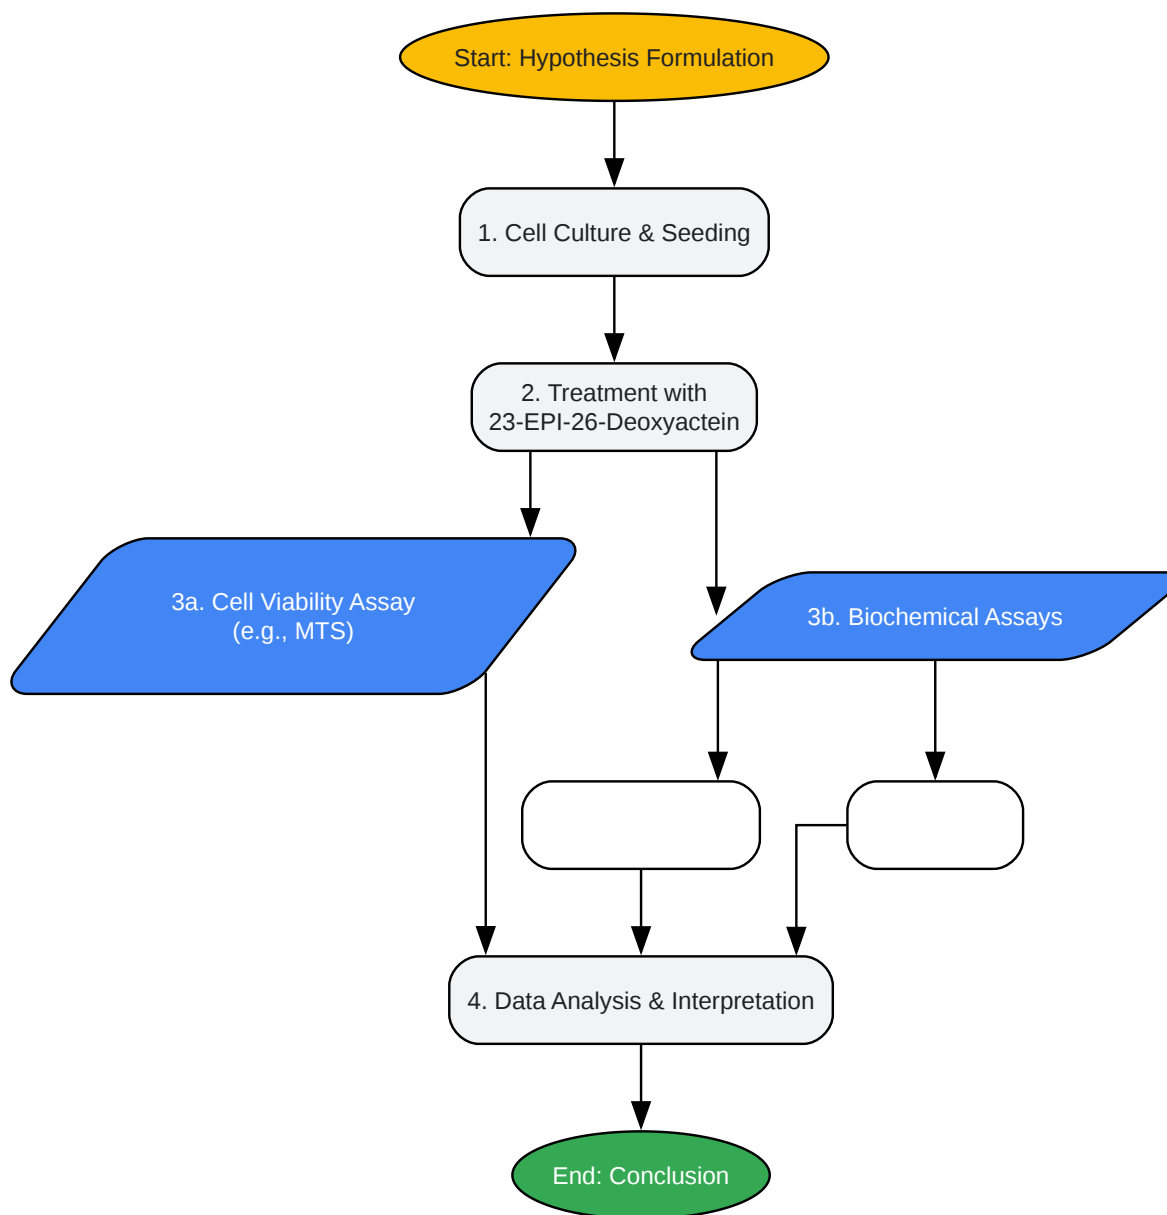 Start: Hypothesis Formulation
1. Cell Culture & Seeding
2. Treatment with
23-EPI-26-Deoxyactein
3a. Cell Viability Assay
(e.g., MTS)
3b. Biochemical Assays
4. Data Analysis & Interpretation
End: Conclusion